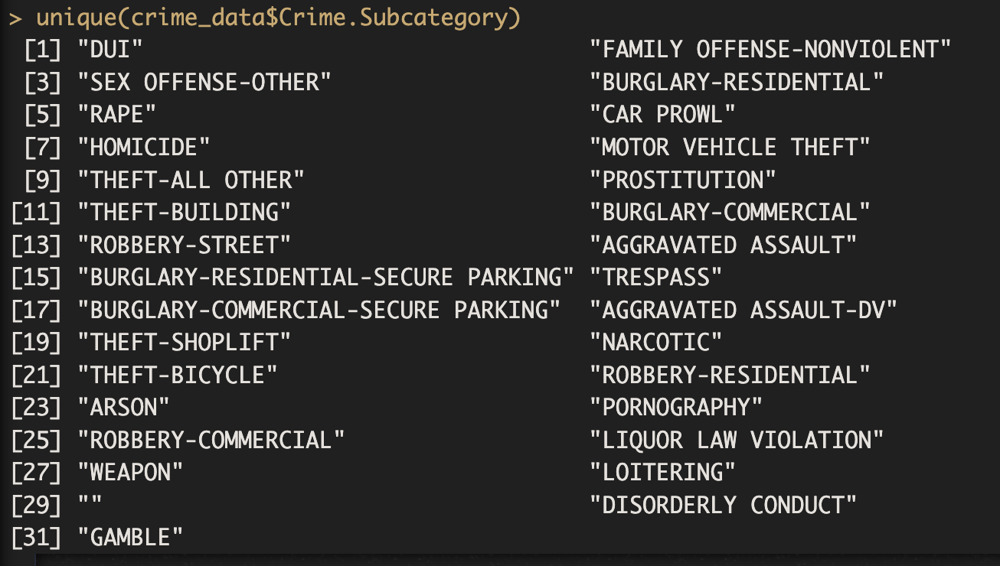 > unique(crime_data$Crime.Subcategory)
[1] "DUI" "FAMILY OFFENSE-NONVIOLENT"
[3] "SEX OFFENSE-OTHER" "BURGLARY-RESIDENTIAL"
[5] "RAPE" "CAR PROWL"
[7] "HOMICIDE" "MOTOR VEHICLE THEFT"
[9] "THEFT-ALL OTHER" "PROSTITUTION"
[11] "THEFT-BUILDING" "BURGLARY-COMMERCIAL"
[13] "ROBBERY-STREET" "AGGRAVATED ASSAULT"
[15] "BURGLARY-RESIDENTIAL-SECURE PARKING" "TRESPASS"
[17] "BURGLARY-COMMERCIAL-SECURE PARKING" "AGGRAVATED ASSAULT-DV"
[19] "THEFT-SHOPLIFT" "NARCOTIC"
[21] "THEFT-BICYCLE" "ROBBERY-RESIDENTIAL"
[23] "ARSON" "PORNOGRAPHY"
[25] "ROBBERY-COMMERCIAL" "LIQUOR LAW VIOLATION"
[27] "WEAPON" "LOITERING"
[29] "" "DISORDERLY CONDUCT"
[31] "GAMBLE"